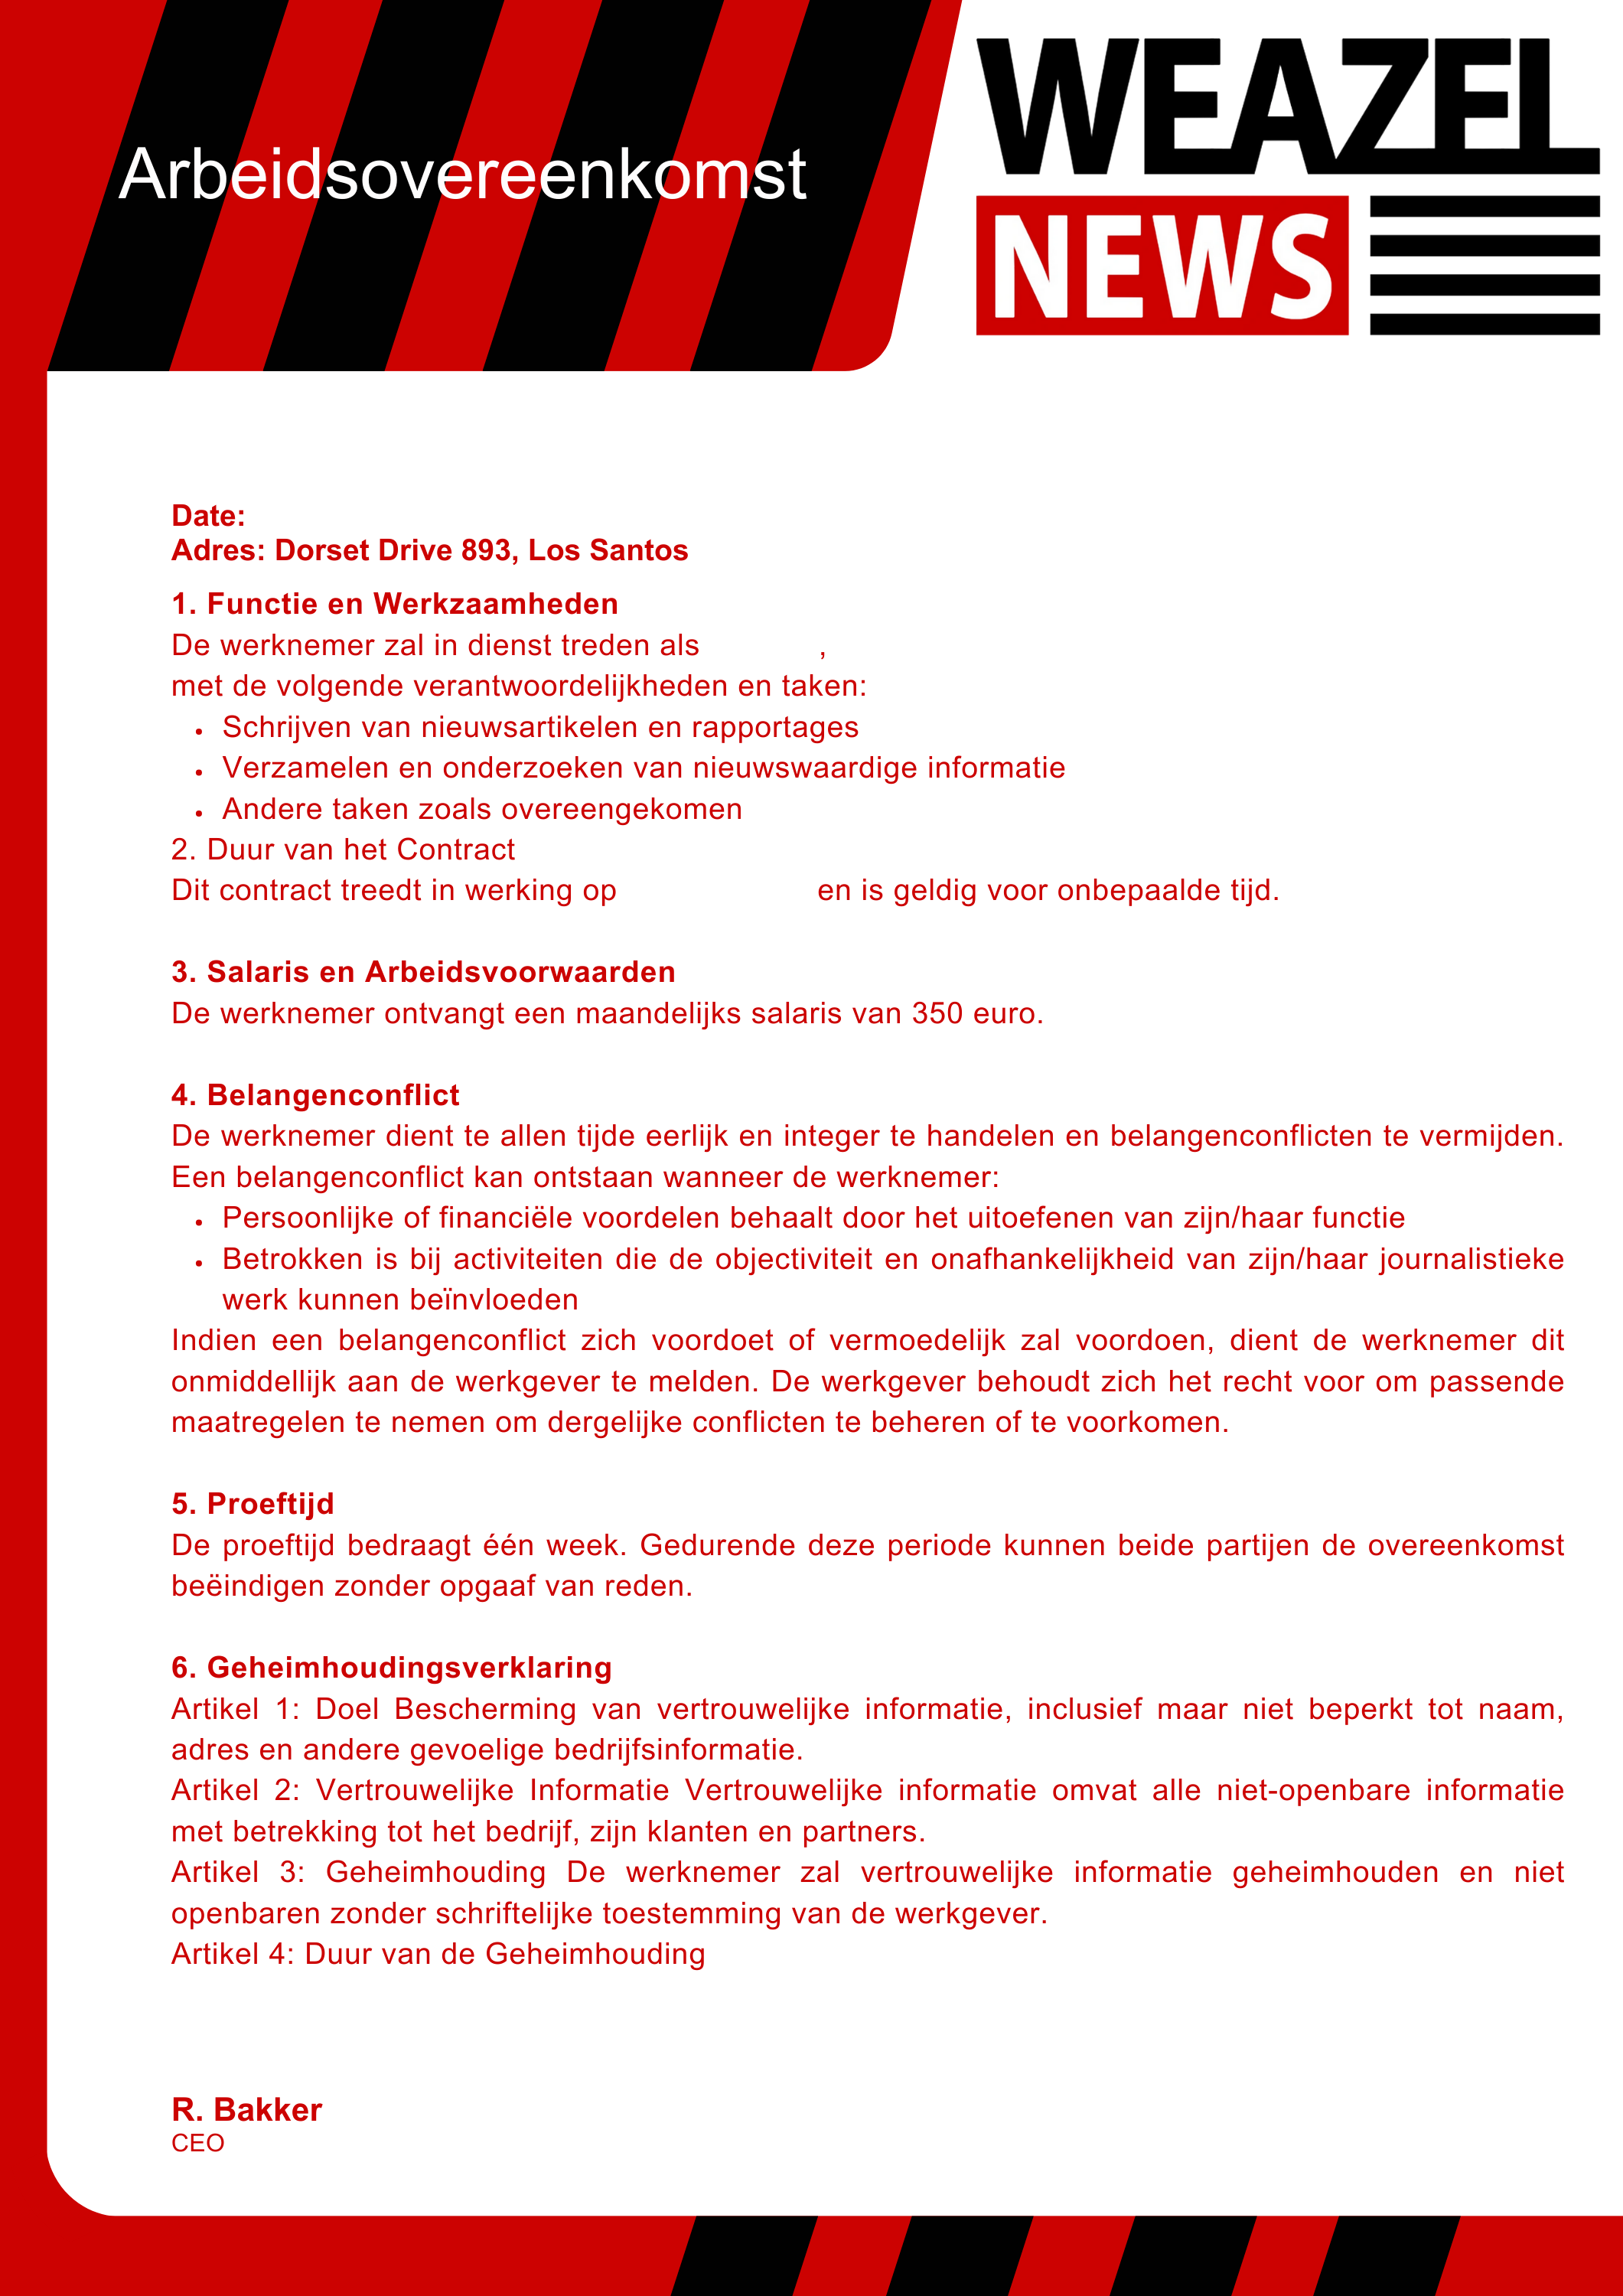 Arbeidsovereenkomst
WEAZEL
NEWS
Date:
Adres: Dorset Drive 893, Los Santos
1. Functie en Werkzaamheden
De werknemer zal in dienst treden als ,
met de volgende verantwoordelijkheden en taken:
• Schrijven van nieuwsartikelen en rapportages
• Verzamelen en onderzoeken van nieuwswaardige informatie
• Andere taken zoals overeengekomen
2. Duur van het Contract
Dit contract treedt in werking op en is geldig voor onbepaalde tijd.
3. Salaris en Arbeidsvoorwaarden
De werknemer ontvangt een maandelijks salaris van 350 euro.
4. Belangenconflict
De werknemer dient te allen tijde eerlijk en integer te handelen en belangenconflicten te vermijden.
Een belangenconflict kan ontstaan wanneer de werknemer:
• Persoonlijke of financiële voordelen behaalt door het uitoefenen van zijn/haar functie
• Betrokken is bij activiteiten die de objectiviteit en onafhankelijkheid van zijn/haar journalistieke
werk kunnen beïnvloeden
Indien een belangenconflict zich voordoet of vermoedelijk zal voordoen, dient de werknemer dit
onmiddellijk aan de werkgever te melden. De werkgever behoudt zich het recht voor om passende
maatregelen te nemen om dergelijke conflicten te beheren of te voorkomen.
5. Proeftijd
De proeftijd bedraagt één week. Gedurende deze periode kunnen beide partijen de overeenkomst
beëindigen zonder opgaaf van reden.
6. Geheimhoudingsverklaring
Artikel 1: Doel Bescherming van vertrouwelijke informatie, inclusief maar niet beperkt tot naam,
adres en andere gevoelige bedrijfsinformatie.
Artikel 2: Vertrouwelijke Informatie Vertrouwelijke informatie omvat alle niet-openbare informatie
met betrekking tot het bedrijf, zijn klanten en partners.
Artikel 3: Geheimhouding De werknemer zal vertrouwelijke informatie geheimhouden en niet
openbaren zonder schriftelijke toestemming van de werkgever.
Artikel 4: Duur van de Geheimhouding
R. Bakker
CEO